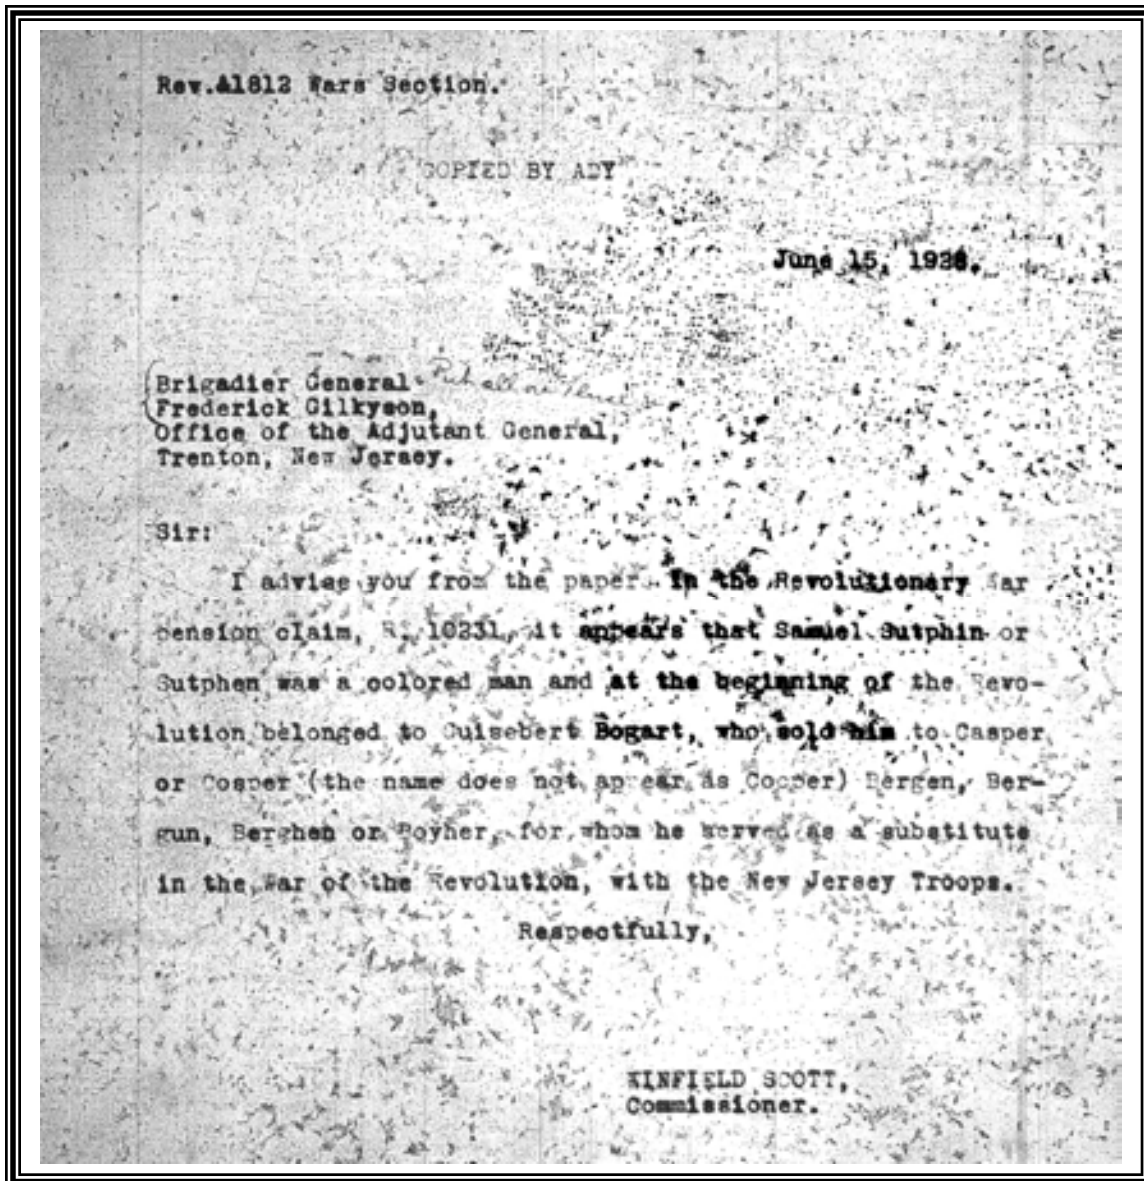 Rev.&1812 Wars Section.
COPIED BY ADY
June 15, 1928.
Brigadier General
Frederick Gilkyson,
Office of the Adjutant General,
Trenton, New Jersey.
Sir:
I advise you from the papers in the Revolutionary War
pension claim, R. 10231, it appears that Samuel Sutphin or
Sutphen was a colored man and at the beginning of the Revo-
lution belonged to Guisebert Bogart, who sold him to Casper
or Cosper (the name does not appear as Cooper) Bergen, Ber-
gun, Berghen or Boyher, for whom he served as a substitute
in the War of the Revolution, with the New Jersey Troops.
Respectfully,
WINFIELD SCOTT,
Commissioner.